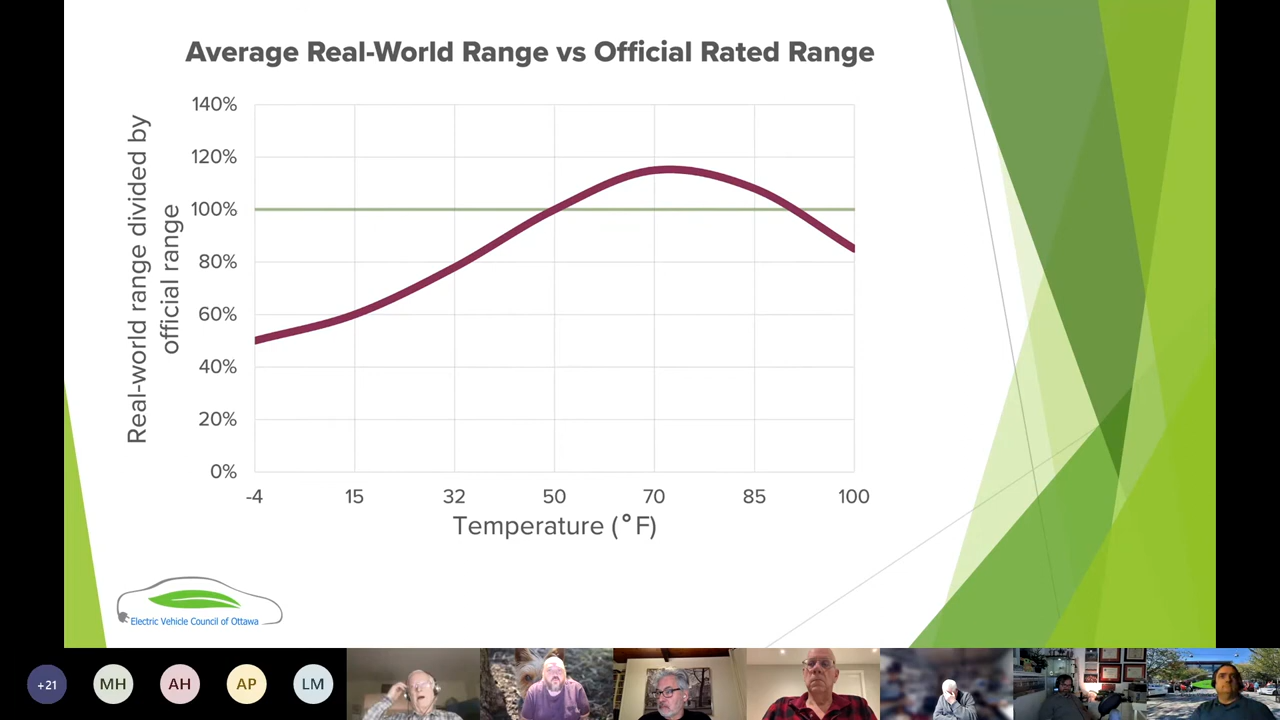 Average Real-World Range vs Official Rated Range
Real-world range divided by
official range
140%
120%
100%
80%
60%
40%
20%
0%
-4 15 32 50 70 85 100
Temperature (°F)
Electric Vehicle Council of Ottawa
+21 MH AH AP LM